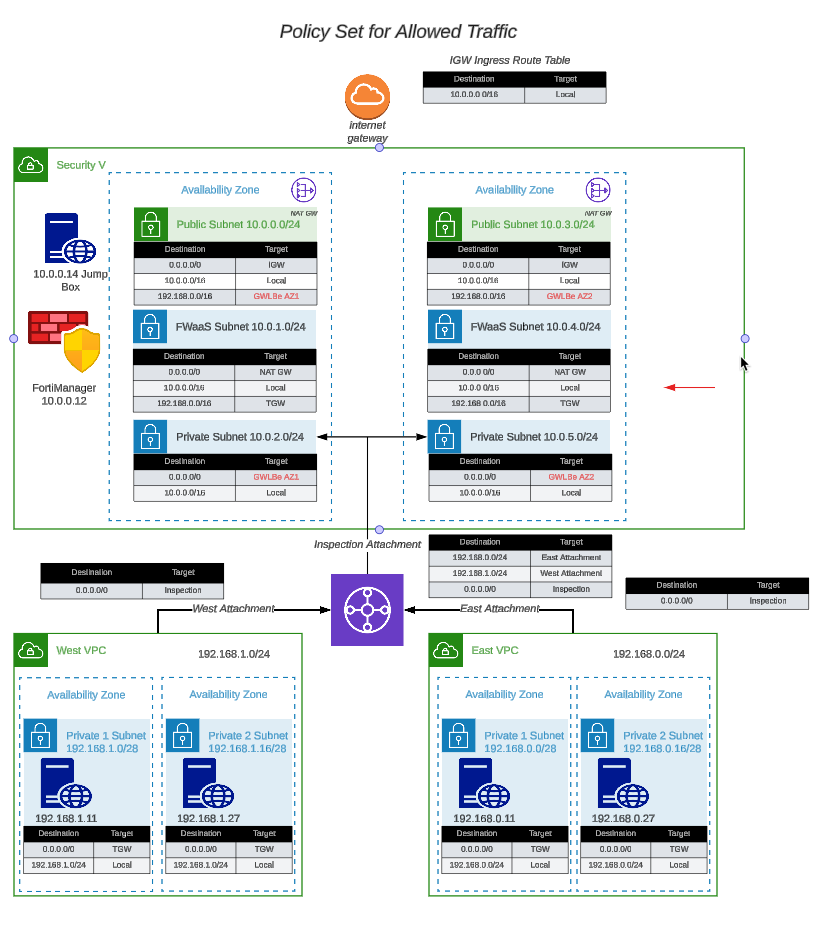 Policy Set for Allowed Traffic
IGW Ingress Route Table
Destination Target
10.0.0.0.0/16 Local
internet
gateway
Security V
Availability Zone
NAT GW
Public Subnet 10.0.0.0/24
Destination Target
0.0.0.0/0 IGW
10.0.0.0/16 Local
192.168.0.0/16 GWLBe AZ1
FWaaS Subnet 10.0.1.0/24
Destination Target
0.0.0.0/0 NAT GW
10.0.0.0/16 Local
192.168.0.0/16 TGW
Private Subnet 10.0.2.0/24
Destination Target
0.0.0.0/0 GWLBe AZ1
10.0.0.0/16 Local
Availability Zone
NAT GW
Public Subnet 10.0.3.0/24
Destination Target
0.0.0.0/0 IGW
10.0.0.0/16 Local
192.168.0.0/16 GWLBe AZ2
FWaaS Subnet 10.0.4.0/24
Destination Target
0.0.0.0/0 NAT GW
10.0.0.0/16 Local
192.168.0.0/16 TGW
Private Subnet 10.0.5.0/24
Destination Target
0.0.0.0/0 GWLBe AZ2
10.0.0.0/16 Local
10.0.0.14 Jump
Box
FortiManager
10.0.0.12
Inspection Attachment
Destination Target
192.168.0.0/24 East Attachment
192.168.1.0/24 West Attachment
0.0.0.0/0 Inspection
Destination Target
0.0.0.0/0 Inspection
Destination Target
0.0.0.0/0 Inspection
West Attachment
East Attachment
West VPC
192.168.1.0/24
Availability Zone
Private 1 Subnet
192.168.1.0/28
192.168.1.11
Destination Target
0.0.0.0/0 TGW
192.168.1.0/24 Local
Availability Zone
Private 2 Subnet
192.168.1.16/28
192.168.1.27
Destination Target
0.0.0.0/0 TGW
192.168.1.0/24 Local
East VPC
192.168.0.0/24
Availability Zone
Private 1 Subnet
192.168.0.0/28
192.168.0.11
Destination Target
0.0.0.0/0 TGW
192.168.0.0/24 Local
Availability Zone
Private 2 Subnet
192.168.0.16/28
192.168.0.27
Destination Target
0.0.0.0/0 TGW
192.168.0.0/24 Local